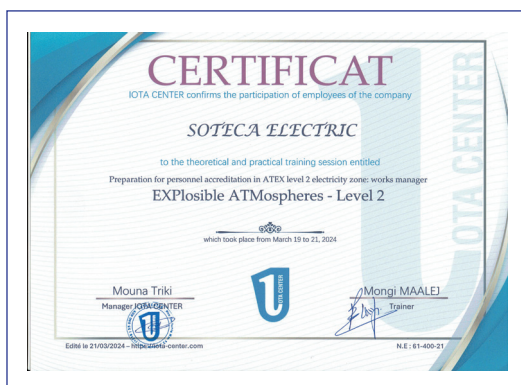 CERTIFICAT
IOTA CENTER confirms the participation of employees of the company
SOTECA ELECTRIC
to the theoretical and practical training session entitled
Preparation for personnel accreditation in ATEX level 2 electricity zone: works manager
EXPlosible ATMospheres - Level 2
which took place from March 19 to 21, 2024
Mouna Triki
Manager IOTA CENTER
IOTA CENTER
Mongi MAALEJ
Trainer
Edité le 21/03/2024 – https://iota-center.com
N.E : 61-400-21
IOTA CENTER